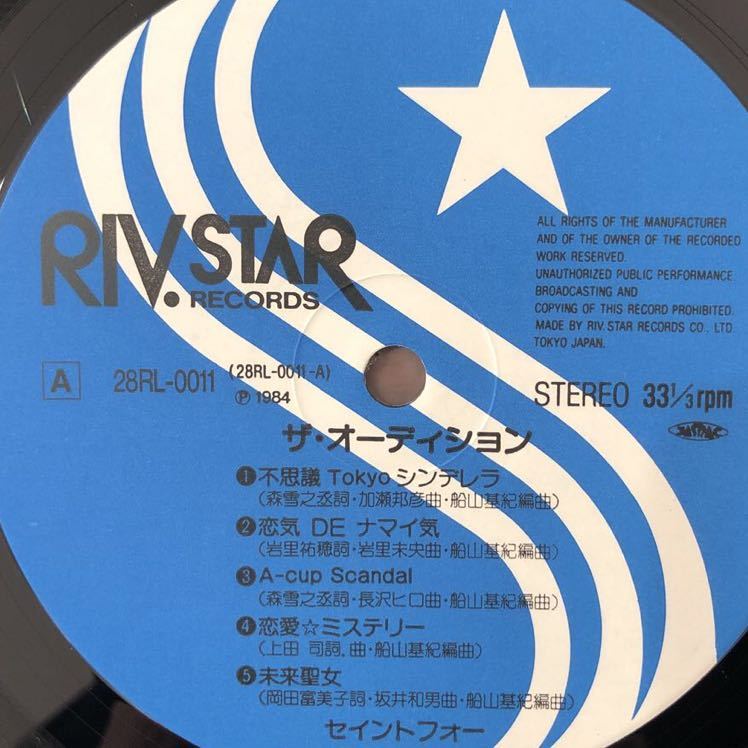 RIV.STAR
RECORDS
ALL RIGHTS OF THE MANUFACTURER
AND OF THE OWNER OF THE RECORDED
WORK RESERVED.
UNAUTHORIZED PUBLIC PERFORMANCE.
BROADCASTING AND
COPYING OF THIS RECORD PROHIBITED.
MADE BY RIV. STAR RECORDS CO., LTD.
TOKYO JAPAN.
A 28RL-0011 (28RL-0011-A)
Ⓟ 1984
STEREO 33 1/3 rpm
JASRAC
ザ・オーディション
❶ 不思議 Tokyo シンデレラ
(森雪之丞詞・加瀬邦彦曲・船山基紀編曲)
❷ 恋気 DE ナマイ気
(岩里祐穂詞・岩里未央曲・船山基紀編曲)
❸ A-cup Scandal
(森雪之丞詞・長沢ヒロ曲・船山基紀編曲)
❹ 恋愛☆ミステリー
(上田 司詞.曲・船山基紀編曲)
❺ 未来聖女
(岡田富美子詞・坂井和男曲・船山基紀編曲)
セイントフォー